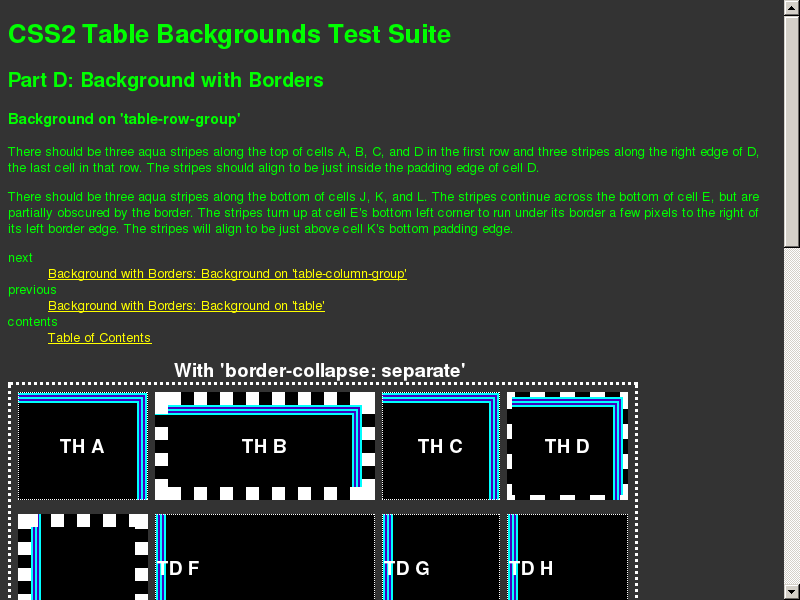 CSS2 Table Backgrounds Test Suite
Part D: Background with Borders
Background on 'table-row-group'
There should be three aqua stripes along the top of cells A, B, C, and D in the first row and three stripes along the right edge of D,
the last cell in that row. The stripes should align to be just inside the padding edge of cell D.
There should be three aqua stripes along the bottom of cells J, K, and L. The stripes continue across the bottom of cell E, but are
partially obscured by the border. The stripes turn up at cell E's bottom left corner to run under its border a few pixels to the right of
its left border edge. The stripes will align to be just above cell K's bottom padding edge.
next
Background with Borders: Background on 'table-column-group'
previous
Background with Borders: Background on 'table'
contents
Table of Contents
With 'border-collapse: separate'
TH A TH B TH C TH D
TD F TD G TD H